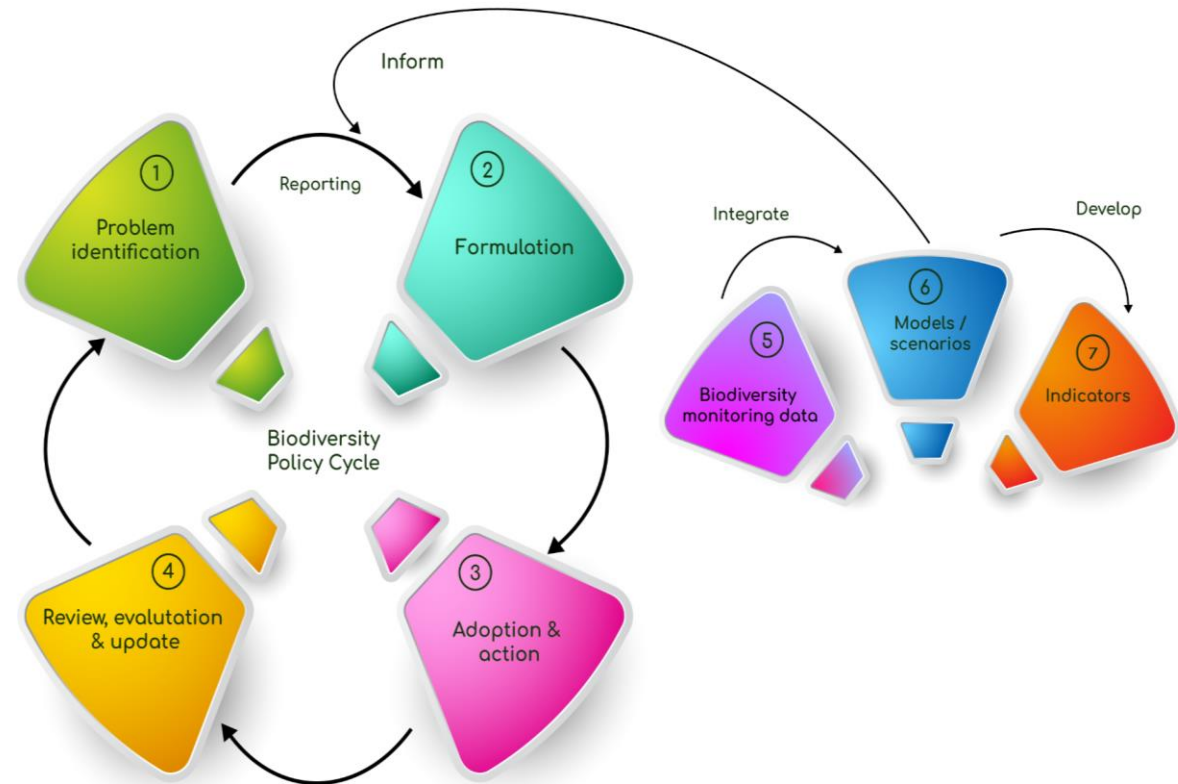 Inform
1
Problem
identification
Reporting
2
Formulation
Biodiversity
Policy Cycle
4
Review, evalutation
& update
3
Adoption &
action
Integrate
Develop
5
Biodiversity
monitoring data
6
Models /
scenarios
7
Indicators